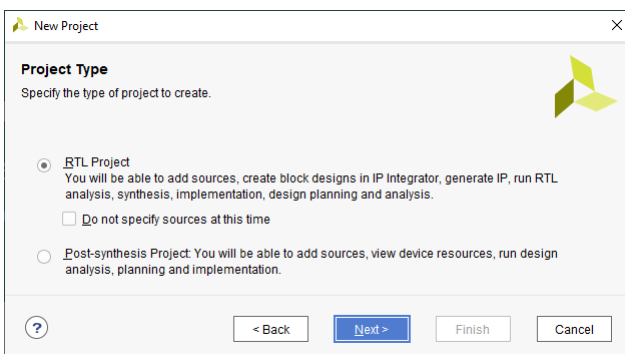 New Project
Project Type
Specify the type of project to create.
RTL Project
You will be able to add sources, create block designs in IP Integrator, generate IP, run RTL
analysis, synthesis, implementation, design planning and analysis.
Do not specify sources at this time
Post-synthesis Project: You will be able to add sources, view device resources, run design
analysis, planning and implementation.
?
< Back
Next >
Finish
Cancel